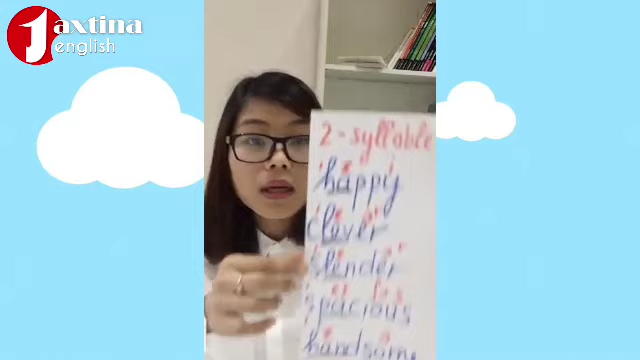 Jaxtina
english
2-syllable
happy
clever
slender
spacious
handsome